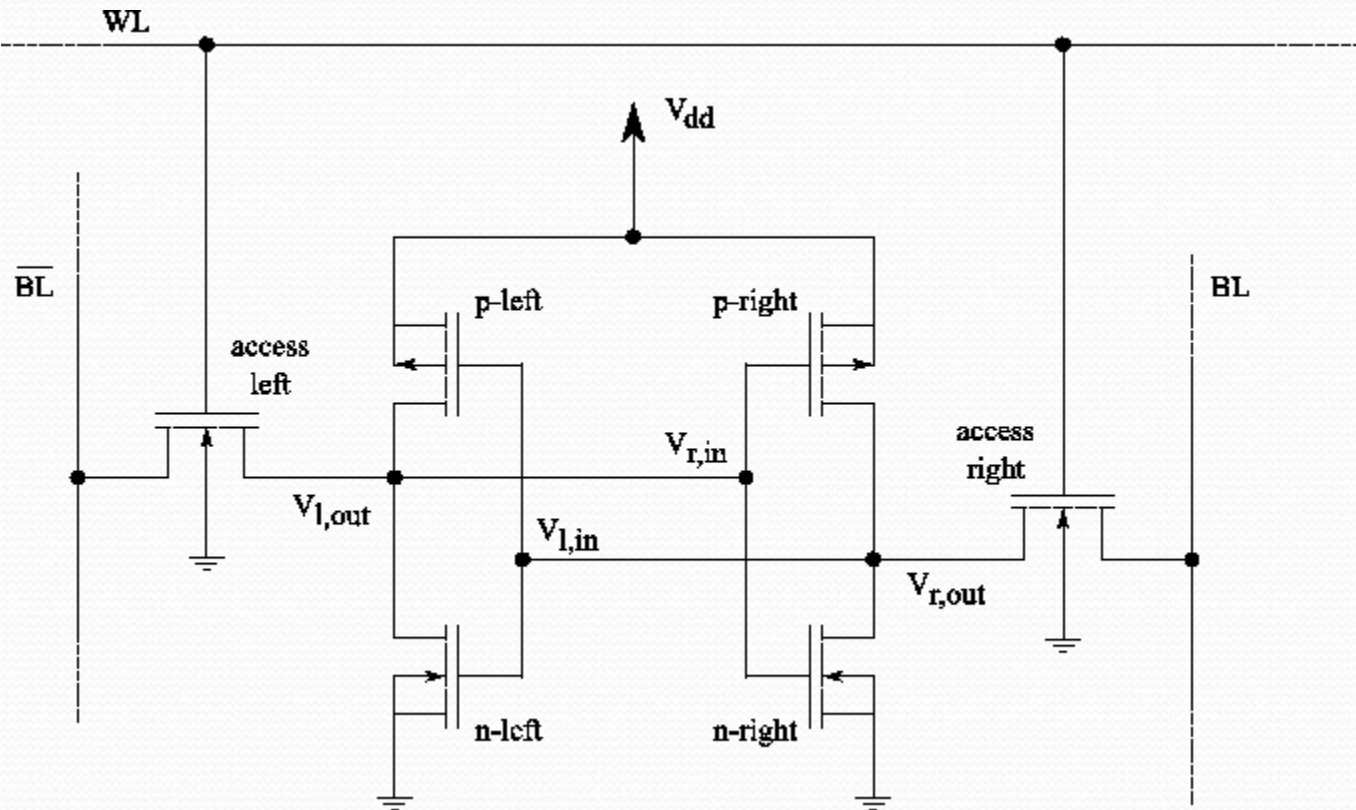 WL
V_dd
B̅L̅
p-left
p-right
BL
access
left
V_r,in
access
right
V_l,out
V_l,in
V_r,out
n-left
n-right